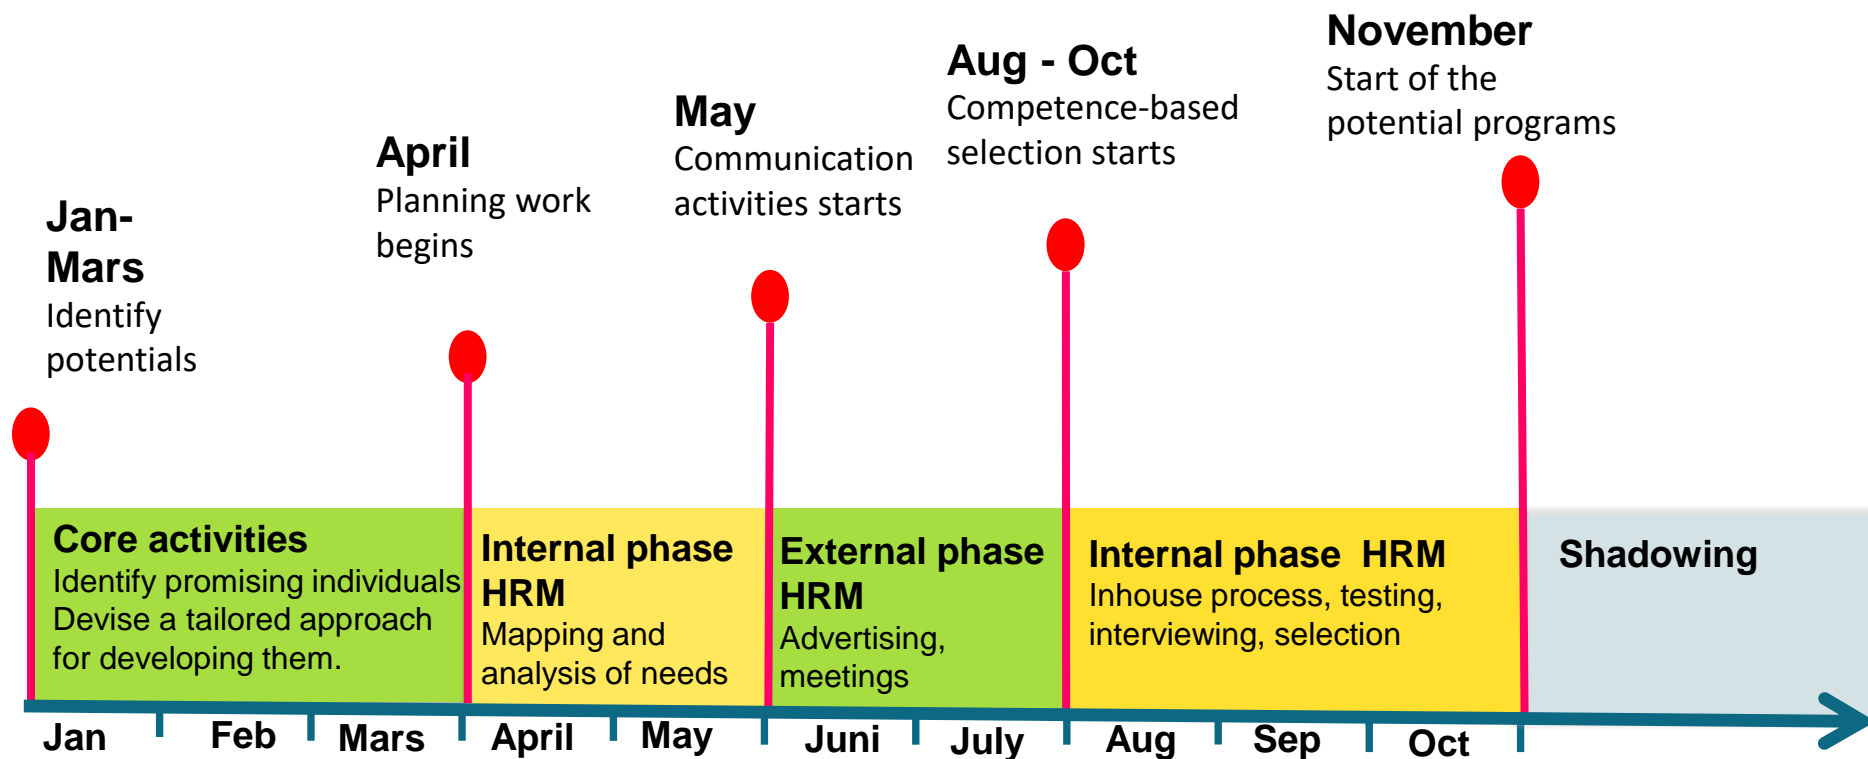 Jan-
Mars
Identify
potentials
April
Planning work
begins
May
Communication
activities starts
Aug - Oct
Competence-based
selection starts
November
Start of the
potential programs
Core activities
Identify promising individuals
Devise a tailored approach
for developing them.
Internal phase
HRM
Mapping and
analysis of needs
External phase
HRM
Advertising,
meetings
Internal phase  HRM
Inhouse process, testing,
interviewing, selection
Shadowing
Jan Feb Mars April May Juni July Aug Sep Oct